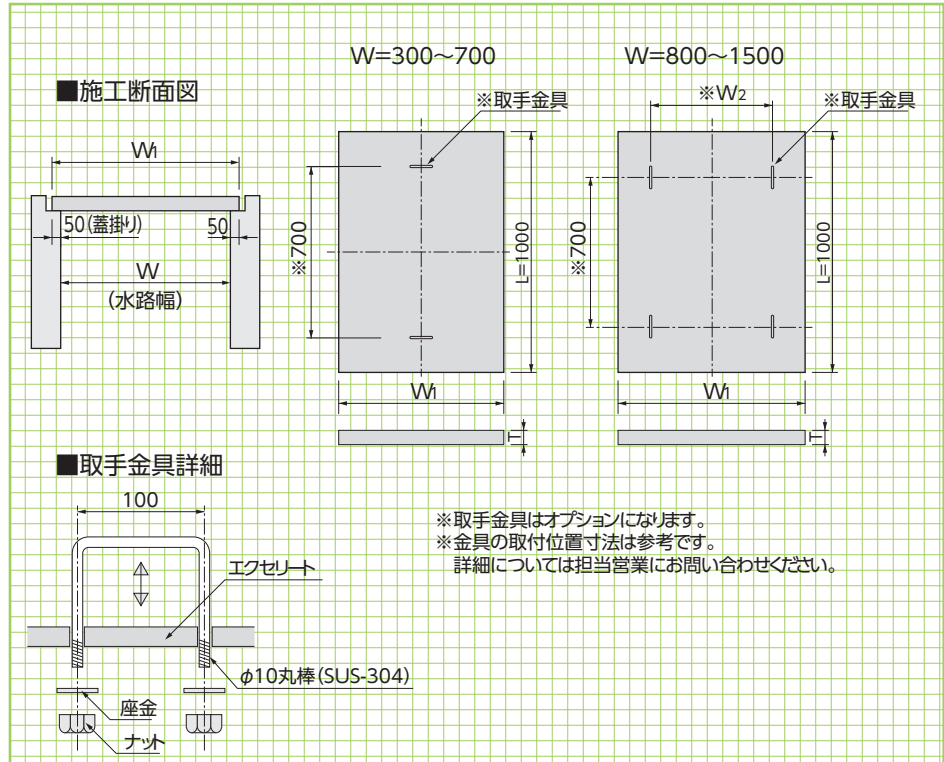 ■施工断面図
W1
50(蓋掛り)
50
W
(水路幅)
W=300〜700
※取手金具
※700
L=1000
W1
T
W=800〜1500
※W2
※取手金具
※700
L=1000
W1
T
■取手金具詳細
100
エクセリート
φ10丸棒(SUS-304)
座金
ナット
※取手金具はオプションになります。
※金具の取付位置寸法は参考です。
詳細については担当営業にお問い合わせください。